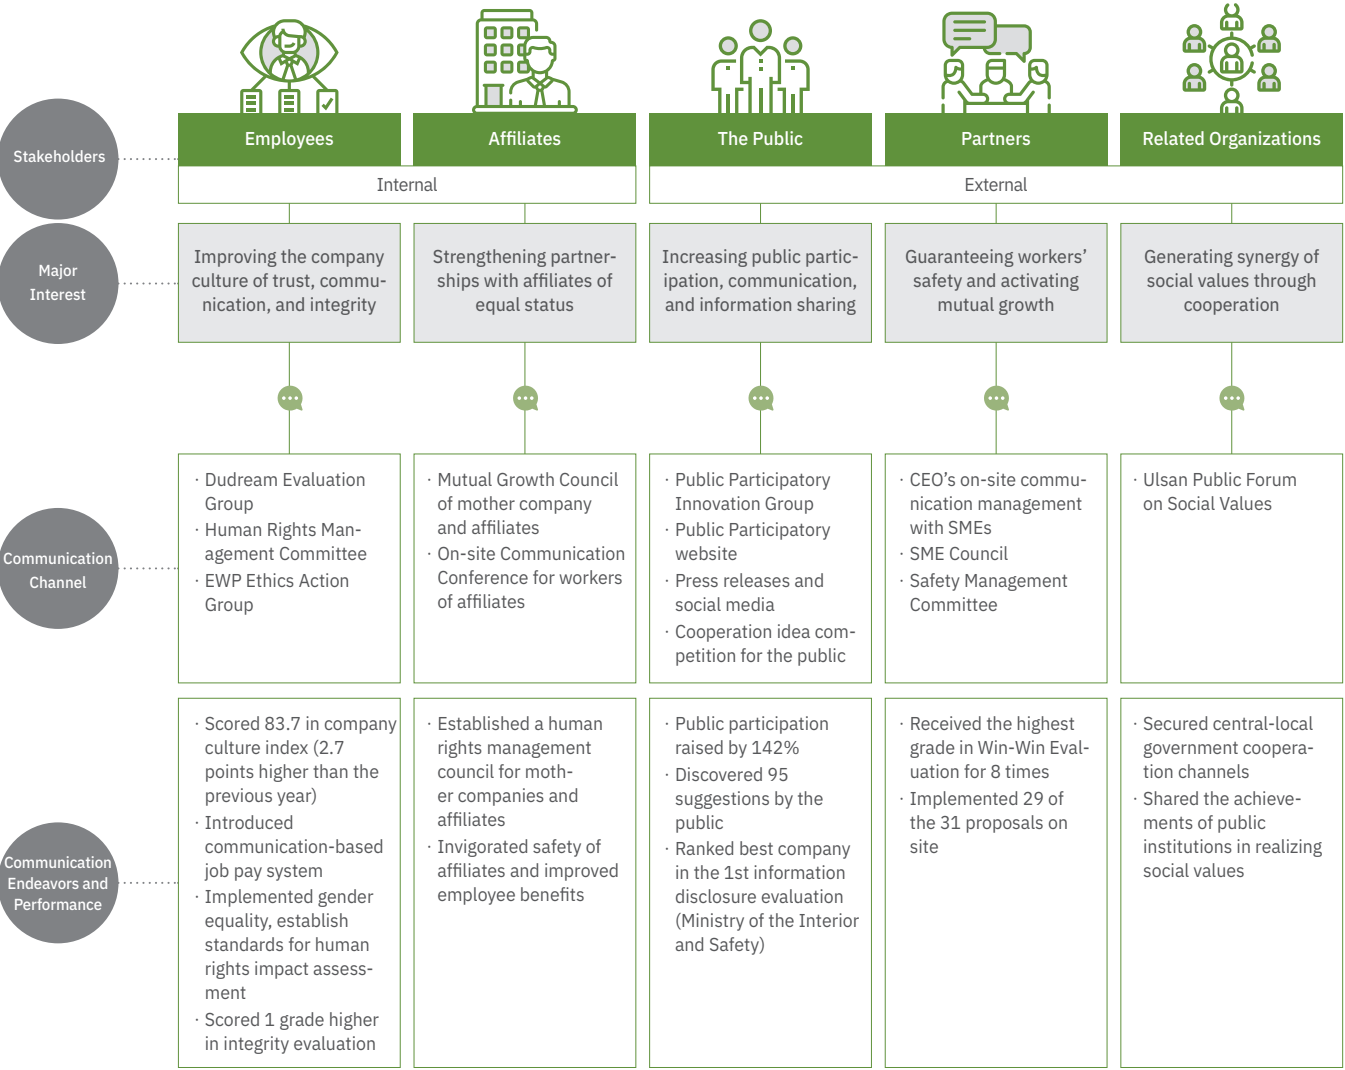 Stakeholders
Employees
Affiliates
The Public
Partners
Related Organizations
Internal
External
Major
Interest
Improving the company
culture of trust, commu-
nication, and integrity
Strengthening partner-
ships with affiliates of
equal status
Increasing public partic-
ipation, communication,
and information sharing
Guaranteeing workers'
safety and activating
mutual growth
Generating synergy of
social values through
cooperation
Communication
Channel
· Dudream Evaluation
Group
· Human Rights Man-
agement Committee
· EWP Ethics Action
Group
· Mutual Growth Council
of mother company
and affiliates
· On-site Communication
Conference for workers
of affiliates
· Public Participatory
Innovation Group
· Public Participatory
website
· Press releases and
social media
· Cooperation idea com-
petition for the public
· CEO's on-site commu-
nication management
with SMEs
· SME Council
· Safety Management
Committee
· Ulsan Public Forum
on Social Values
Communication
Endeavors and
Performance
· Scored 83.7 in company
culture index (2.7
points higher than the
previous year)
· Introduced
communication-based
job pay system
· Implemented gender
equality, establish
standards for human
rights impact assess-
ment
· Scored 1 grade higher
in integrity evaluation
· Established a human
rights management
council for moth-
er companies and
affiliates
· Invigorated safety of
affiliates and improved
employee benefits
· Public participation
raised by 142%
· Discovered 95
suggestions by the
public
· Ranked best company
in the 1st information
disclosure evaluation
(Ministry of the Interior
and Safety)
· Received the highest
grade in Win-Win Eval-
uation for 8 times
· Implemented 29 of
the 31 proposals on
site
· Secured central-local
government coopera-
tion channels
· Shared the achieve-
ments of public
institutions in realizing
social values